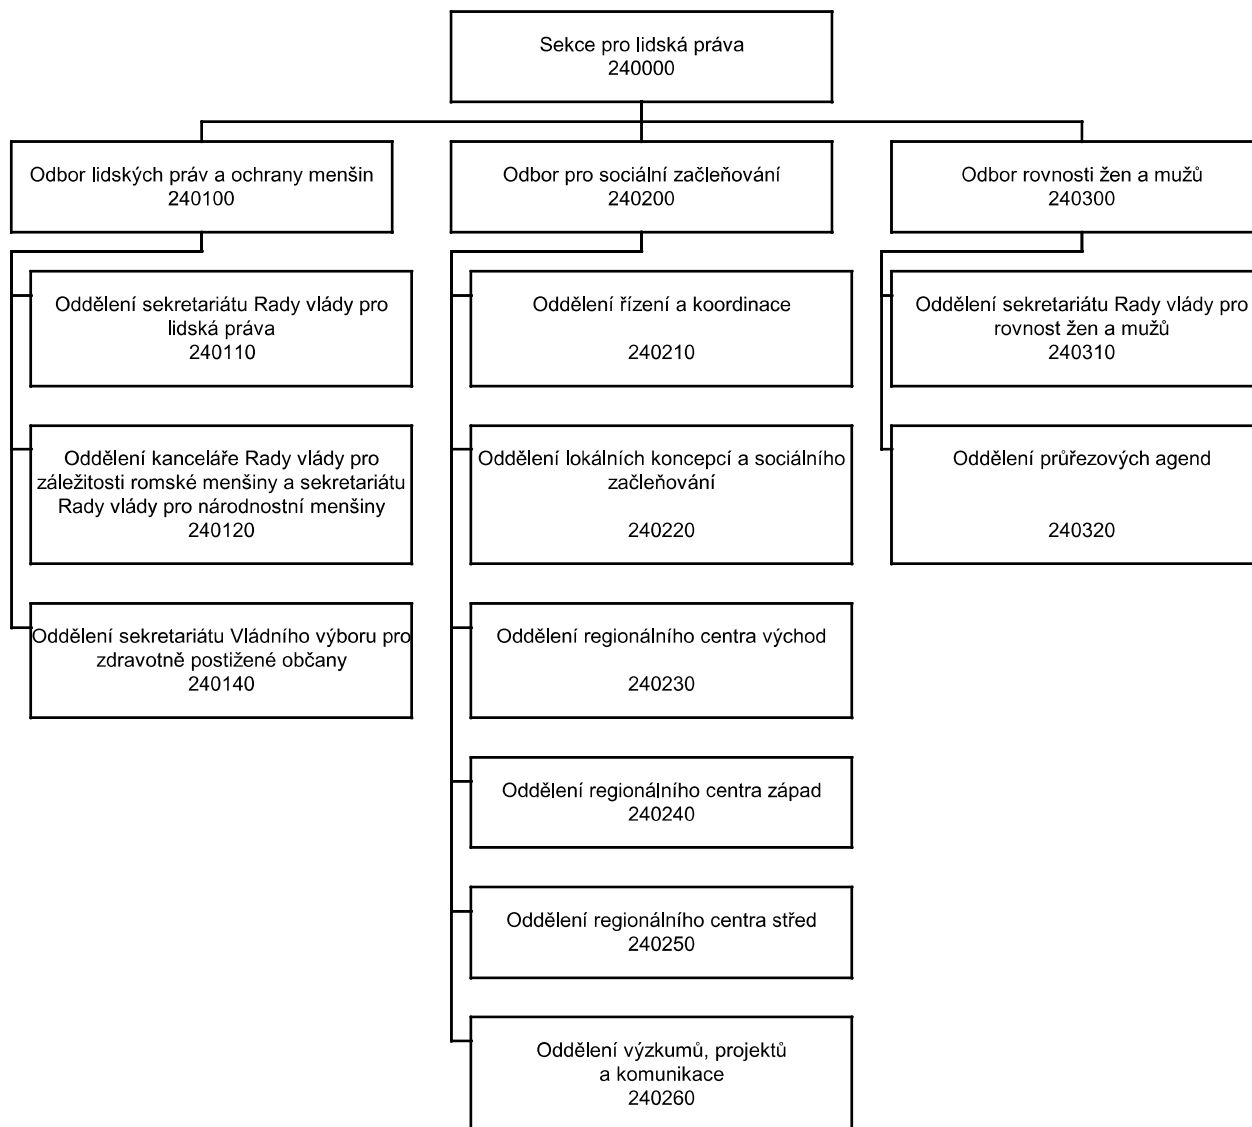 Sekce pro lidská práva
240000
Odbor lidských práv a ochrany menšin
240100
Odbor pro sociální začleňování
240200
Odbor rovnosti žen a mužů
240300
Oddělení sekretariátu Rady vlády pro
lidská práva
240110
Oddělení kanceláře Rady vlády pro
záležitosti romské menšiny a sekretariátu
Rady vlády pro národnostní menšiny
240120
Oddělení sekretariátu Vládního výboru pro
zdravotně postižené občany
240140
Oddělení řízení a koordinace
240210
Oddělení lokálních koncepcí a sociálního
začleňování
240220
Oddělení regionálního centra východ
240230
Oddělení regionálního centra západ
240240
Oddělení regionálního centra střed
240250
Oddělení výzkumů, projektů
a komunikace
240260
Oddělení sekretariátu Rady vlády pro
rovnost žen a mužů
240310
Oddělení průřezových agend
240320